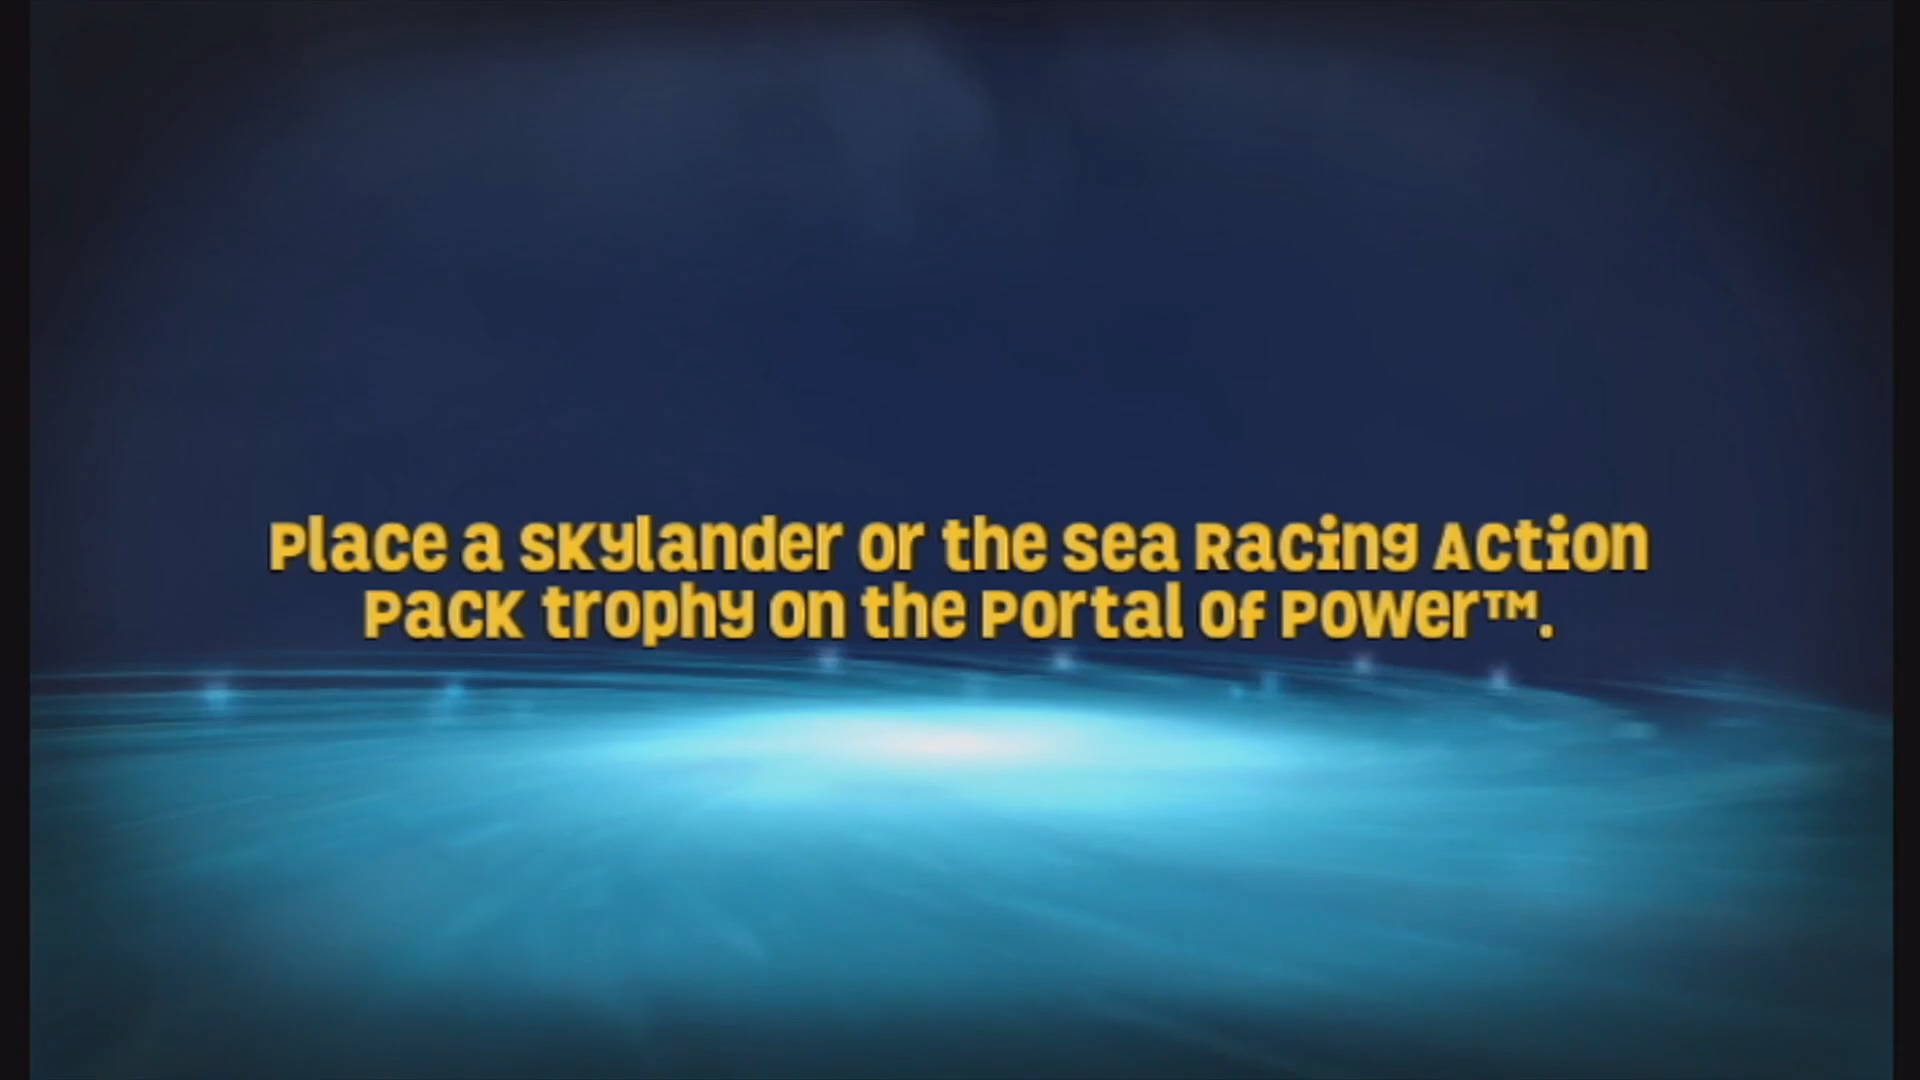 Place a Skylander or the Sea Racing Action
Pack trophy on the Portal of Power™.